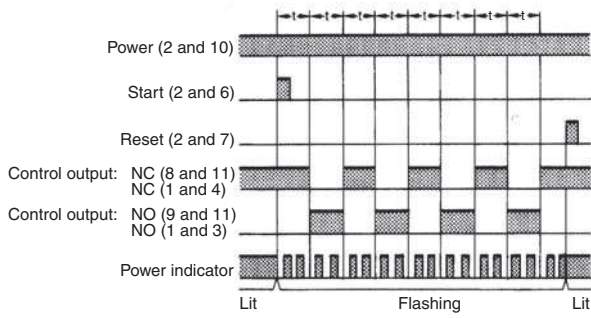 t t t t t t t
Power (2 and 10)
Start (2 and 6)
Reset (2 and 7)
Control output: NC (8 and 11)
NC (1 and 4)
Control output: NO (9 and 11)
NO (1 and 3)
Power indicator
Lit Flashing Lit